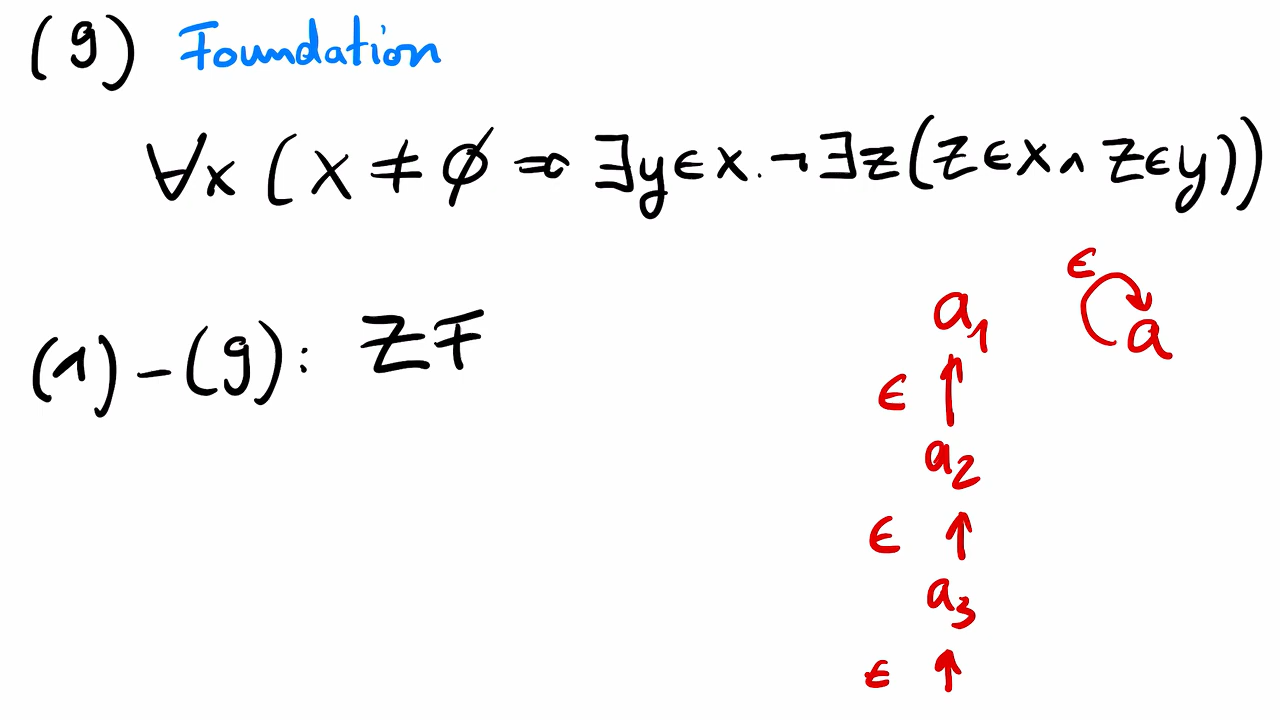 (9) Foundation
∀x (x ≠ ∅ ⇒ ∃y∈x.¬∃z(z∈x ∧ z∈y))
(1)–(9): ZF
∈
a₁
a
∈ ↑
a₂
∈ ↑
a₃
∈ ↑